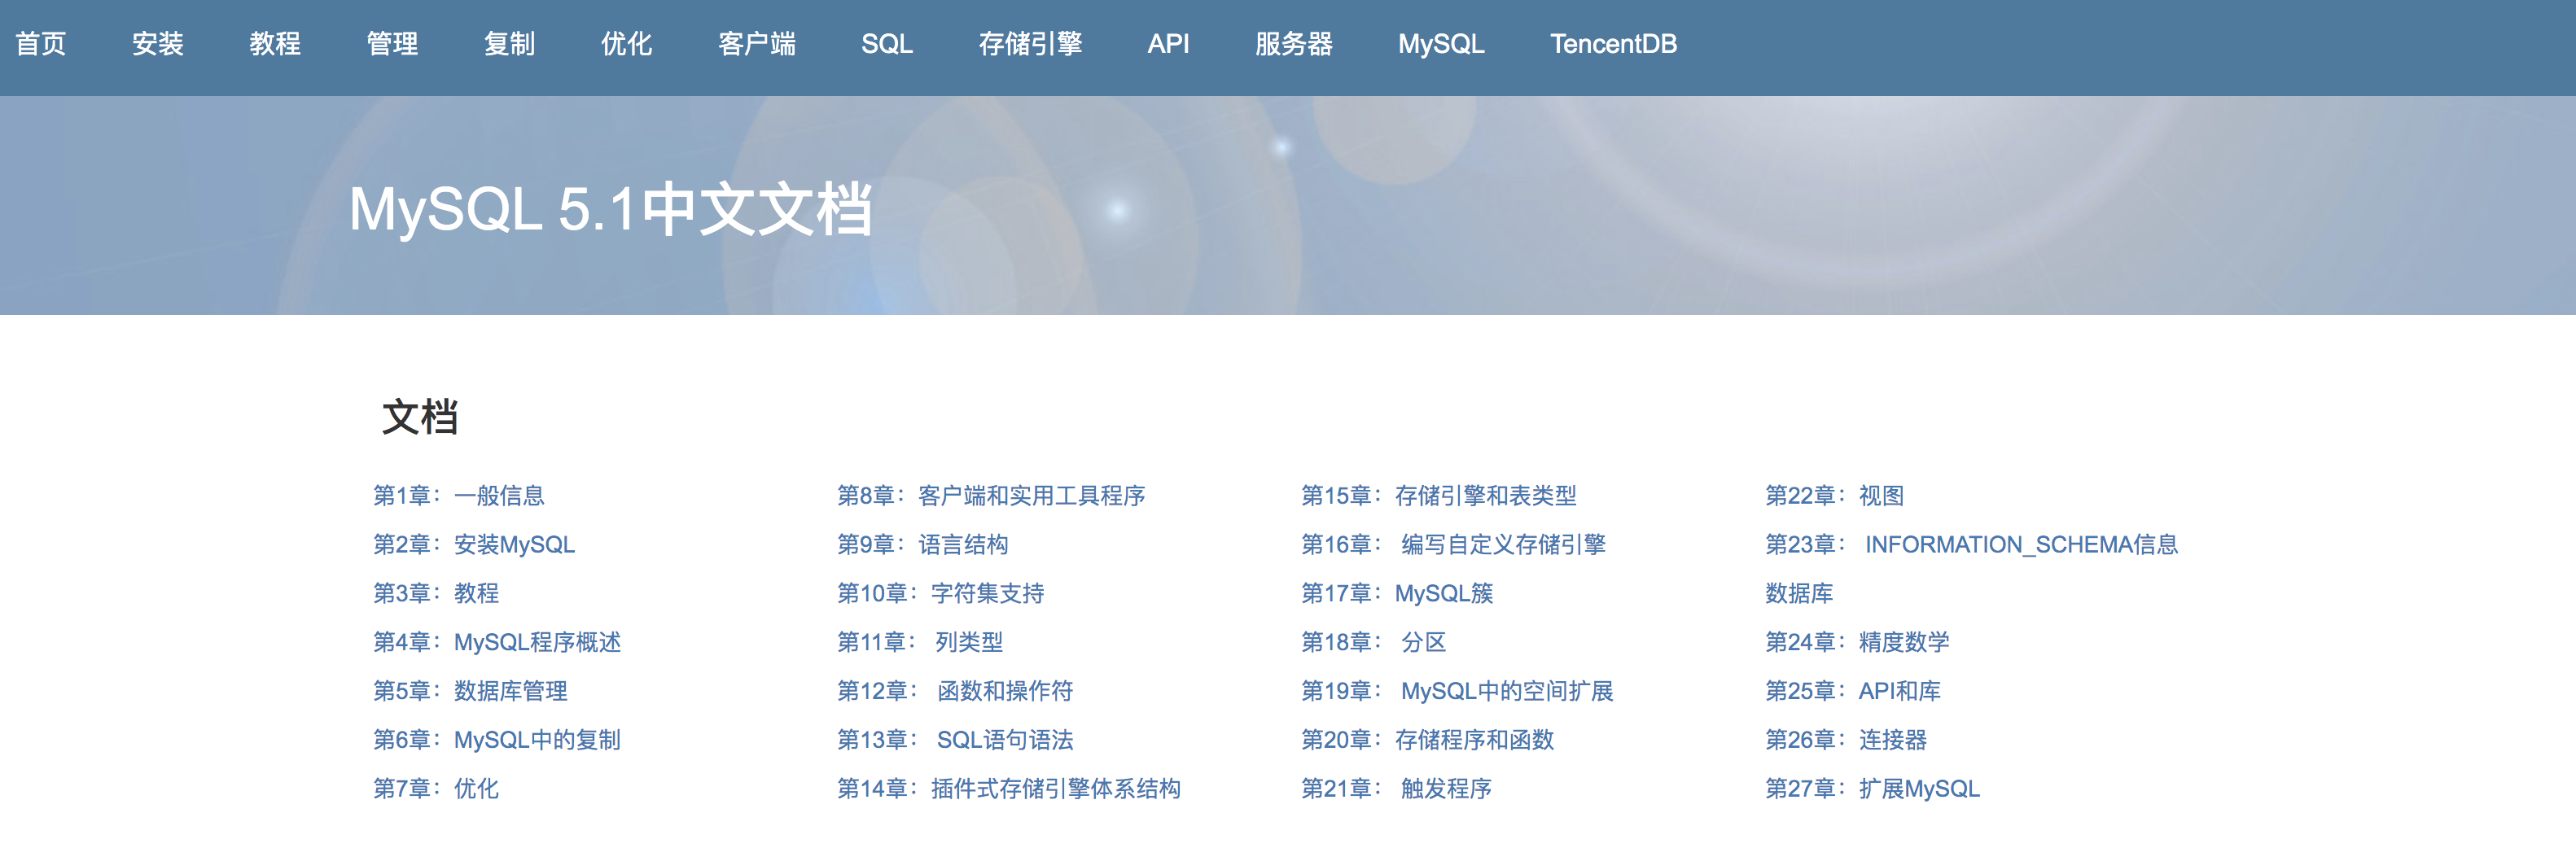 首页 安装 教程 管理 复制 优化 客户端 SQL 存储引擎 API 服务器 MySQL TencentDB
MySQL 5.1中文文档
文档
第1章：一般信息
第2章：安装MySQL
第3章：教程
第4章：MySQL程序概述
第5章：数据库管理
第6章：MySQL中的复制
第7章：优化
第8章：客户端和实用工具程序
第9章：语言结构
第10章：字符集支持
第11章： 列类型
第12章： 函数和操作符
第13章： SQL语句语法
第14章：插件式存储引擎体系结构
第15章：存储引擎和表类型
第16章： 编写自定义存储引擎
第17章：MySQL簇
第18章： 分区
第19章： MySQL中的空间扩展
第20章：存储程序和函数
第21章： 触发程序
第22章：视图
第23章： INFORMATION_SCHEMA信息
数据库
第24章：精度数学
第25章：API和库
第26章：连接器
第27章：扩展MySQL